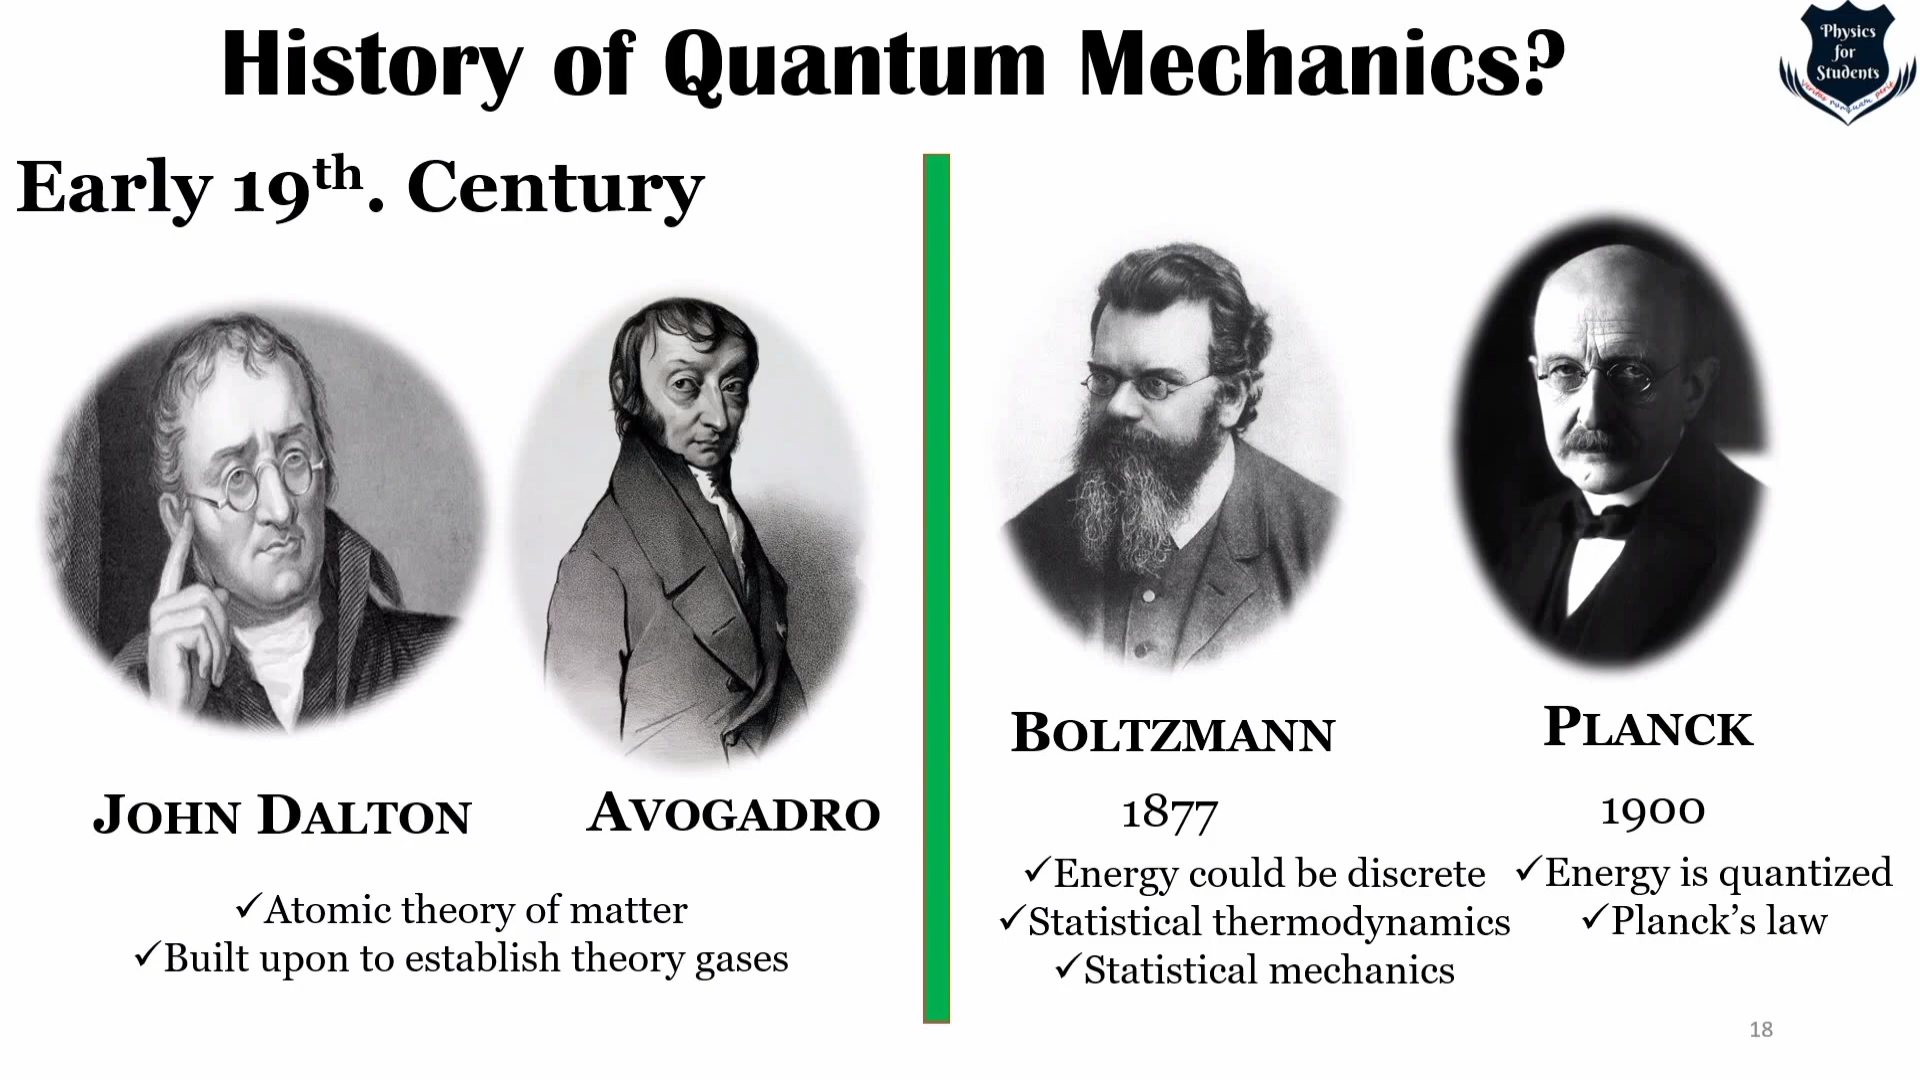 History of Quantum Mechanics?
Physics
for
Students
Early 19th. Century
JOHN DALTON
AVOGADRO
✓Atomic theory of matter
✓Built upon to establish theory gases
BOLTZMANN
1877
✓Energy could be discrete
✓Statistical thermodynamics
✓Statistical mechanics
PLANCK
1900
✓Energy is quantized
✓Planck’s law
18